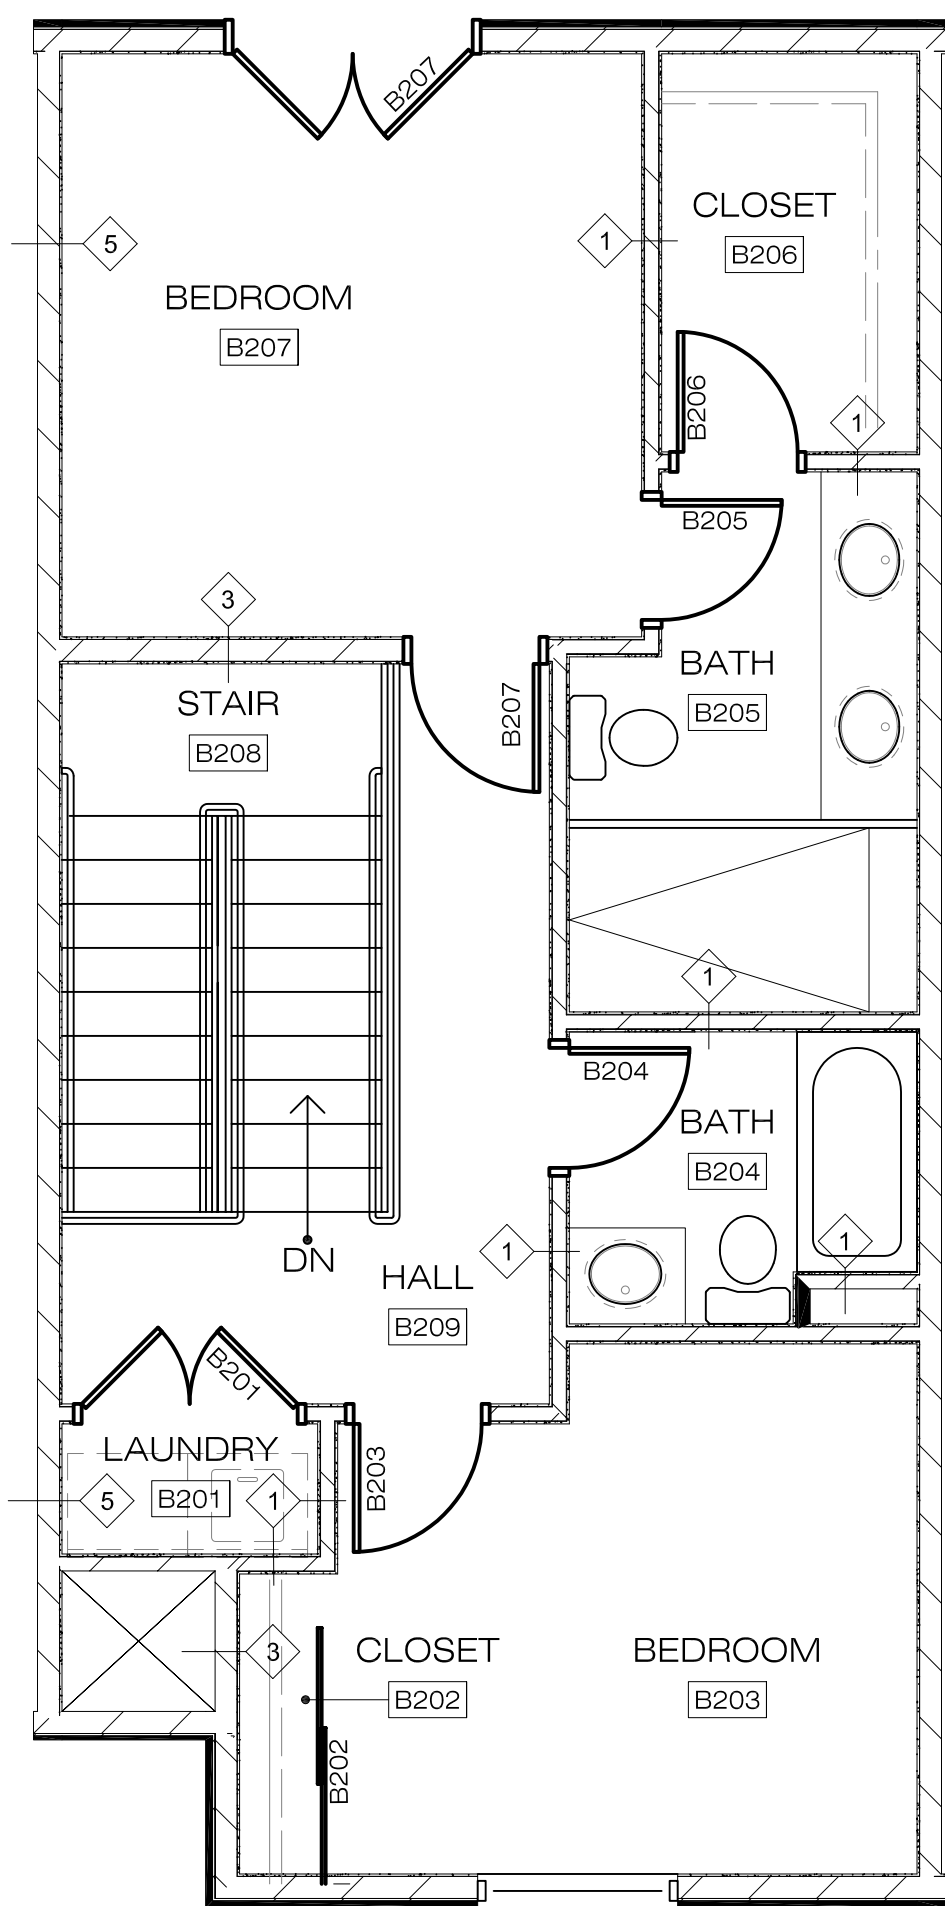 B207
CLOSET
B206
1
5
BEDROOM
B207
B206
1
B205
3
BATH
B205
STAIR
B208
B207
1
B204
BATH
B204
1
1
DN
HALL
B209
B201
LAUNDRY
B201
5
1
B203
3
CLOSET
B202
BEDROOM
B203
B202